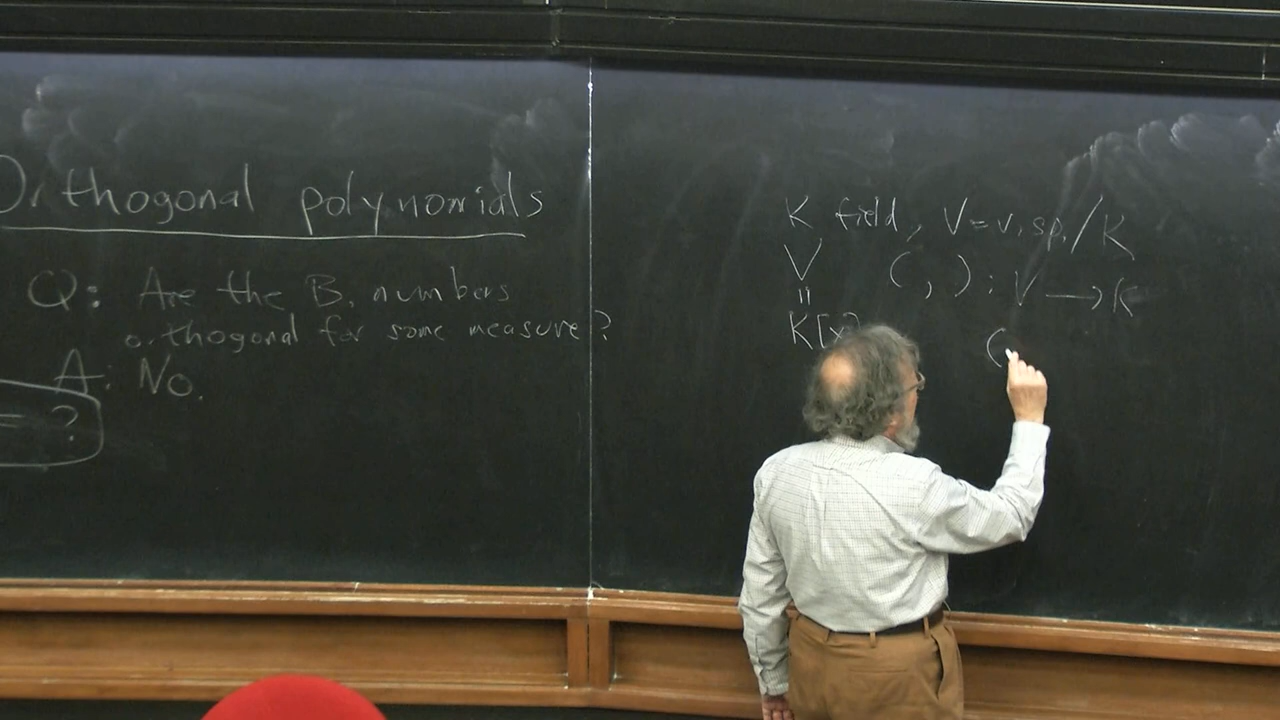 Orthogonal polynomials
Q: Are the B. numbers
orthogonal for some measure?
A: No.
= ?
K field, V = v. sp. / K
V ( , ) : V → K
=
K[x]
(